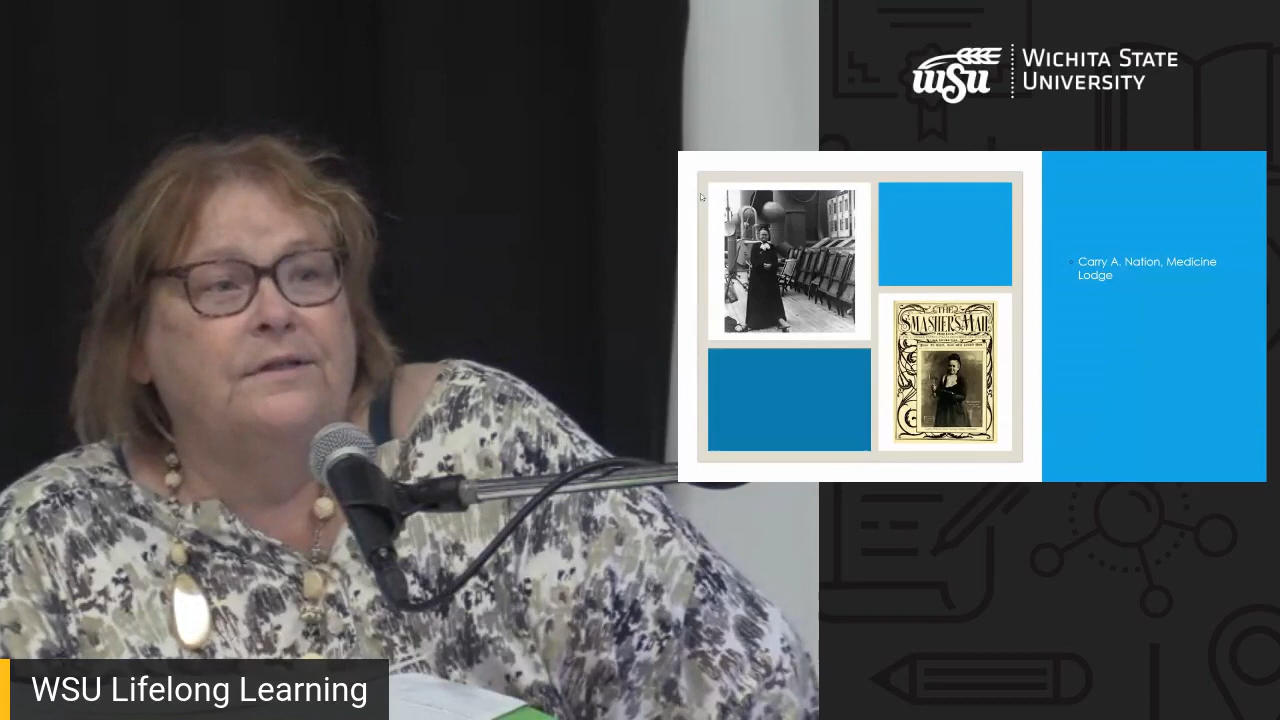 WSU
WICHITA STATE
UNIVERSITY
Carry A. Nation, Medicine
Lodge
THE
SMASHER'S MAIL
WSU Lifelong Learning